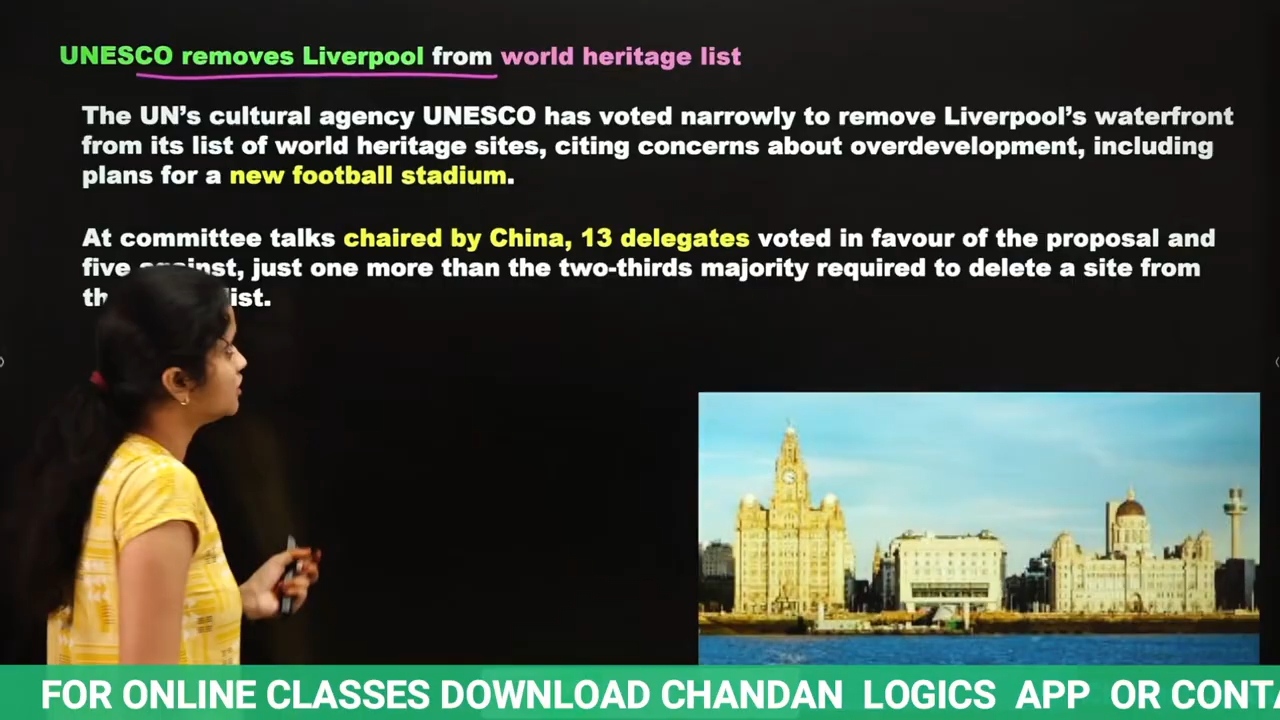 UNESCO removes Liverpool from world heritage list
The UN’s cultural agency UNESCO has voted narrowly to remove Liverpool’s waterfront
from its list of world heritage sites, citing concerns about overdevelopment, including
plans for a new football stadium.
At committee talks chaired by China, 13 delegates voted in favour of the proposal and
five against, just one more than the two-thirds majority required to delete a site from
list.
FOR ONLINE CLASSES DOWNLOAD CHANDAN LOGICS APP OR